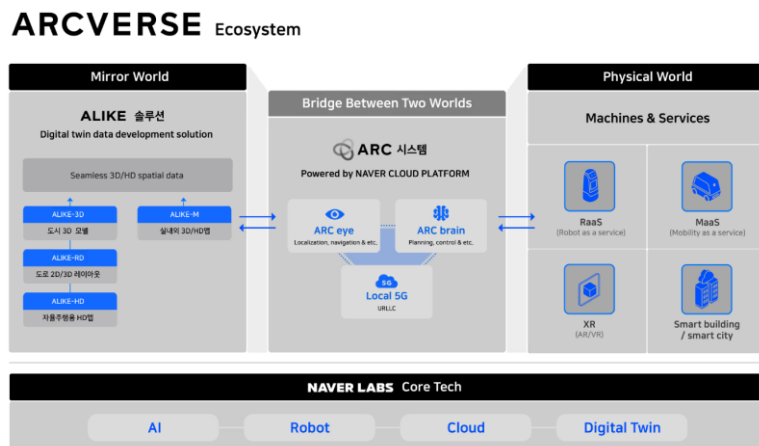 ARCVERSE Ecosystem
Mirror World
ALIKE 솔루션
Digital twin data development solution
Seamless 3D/HD spatial data
ALIKE-3D
도시 3D 모델
ALIKE-RD
도로 2D/3D 레이아웃
ALIKE-HD
자율주행용 HD맵
ALIKE-M
실내외 3D/HD맵
Bridge Between Two Worlds
ARC 시스템
Powered by NAVER CLOUD PLATFORM
ARC eye
Localization, navigation & etc.
ARC brain
Planning, control & etc.
5G
Local 5G
URLLC
Physical World
Machines & Services
RaaS
(Robot as a service)
MaaS
(Mobility as a service)
XR
(AR/VR)
Smart building
/ smart city
NAVER LABS Core Tech
AI
Robot
Cloud
Digital Twin